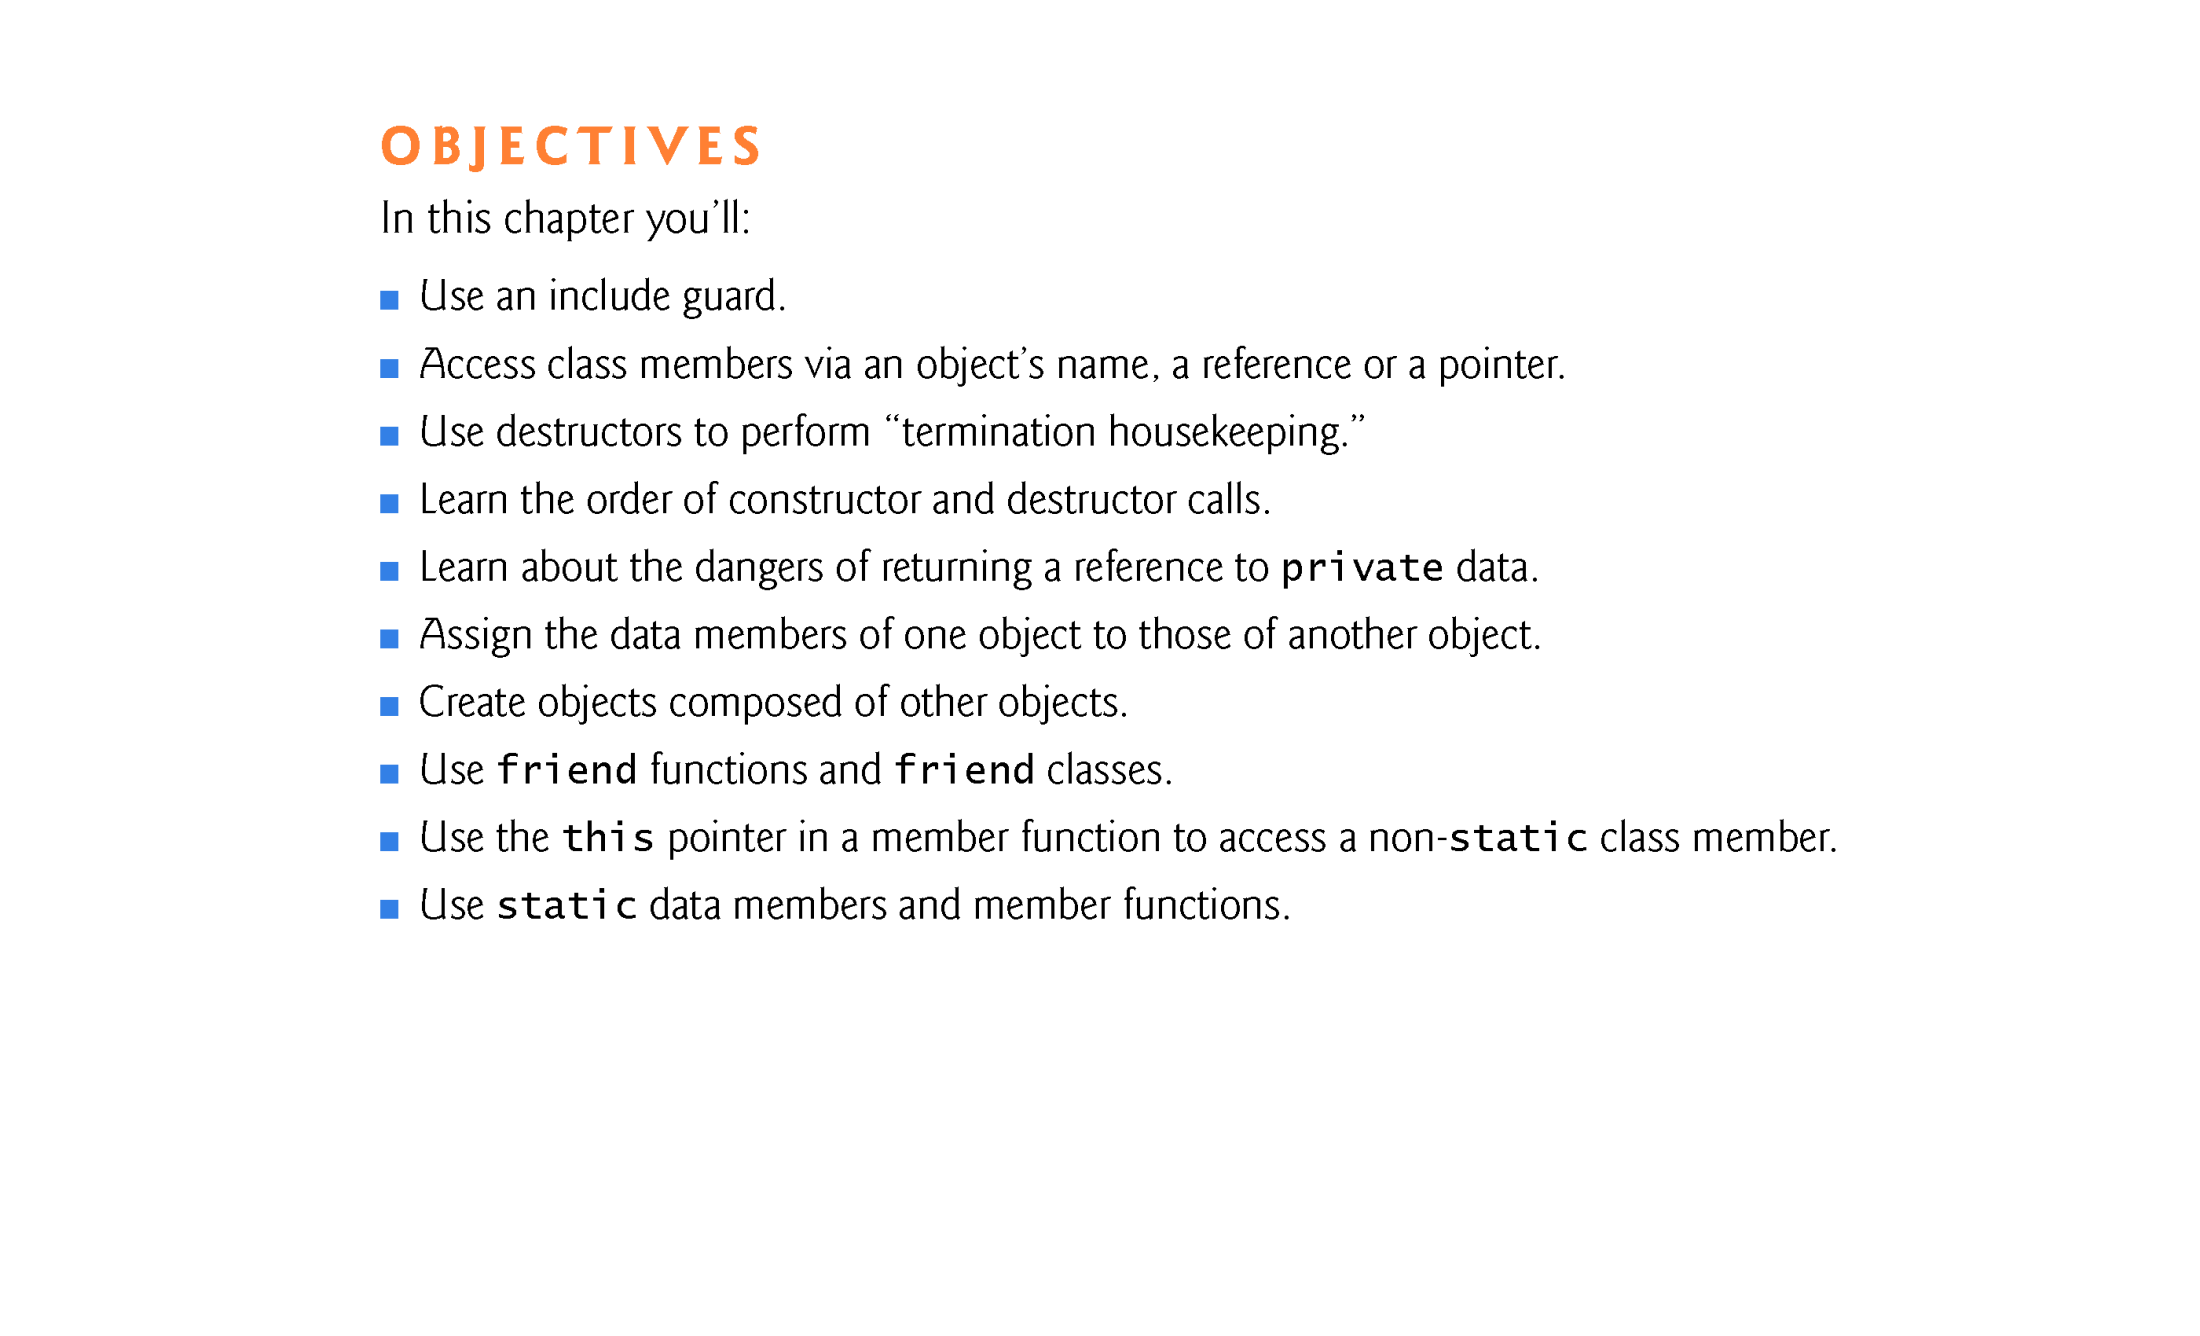 OBJECTIVES
In this chapter you’ll:
■ Use an include guard.
■ Access class members via an object’s name, a reference or a pointer.
■ Use destructors to perform “termination housekeeping.”
■ Learn the order of constructor and destructor calls.
■ Learn about the dangers of returning a reference to private data.
■ Assign the data members of one object to those of another object.
■ Create objects composed of other objects.
■ Use friend functions and friend classes.
■ Use the this pointer in a member function to access a non-static class member.
■ Use static data members and member functions.